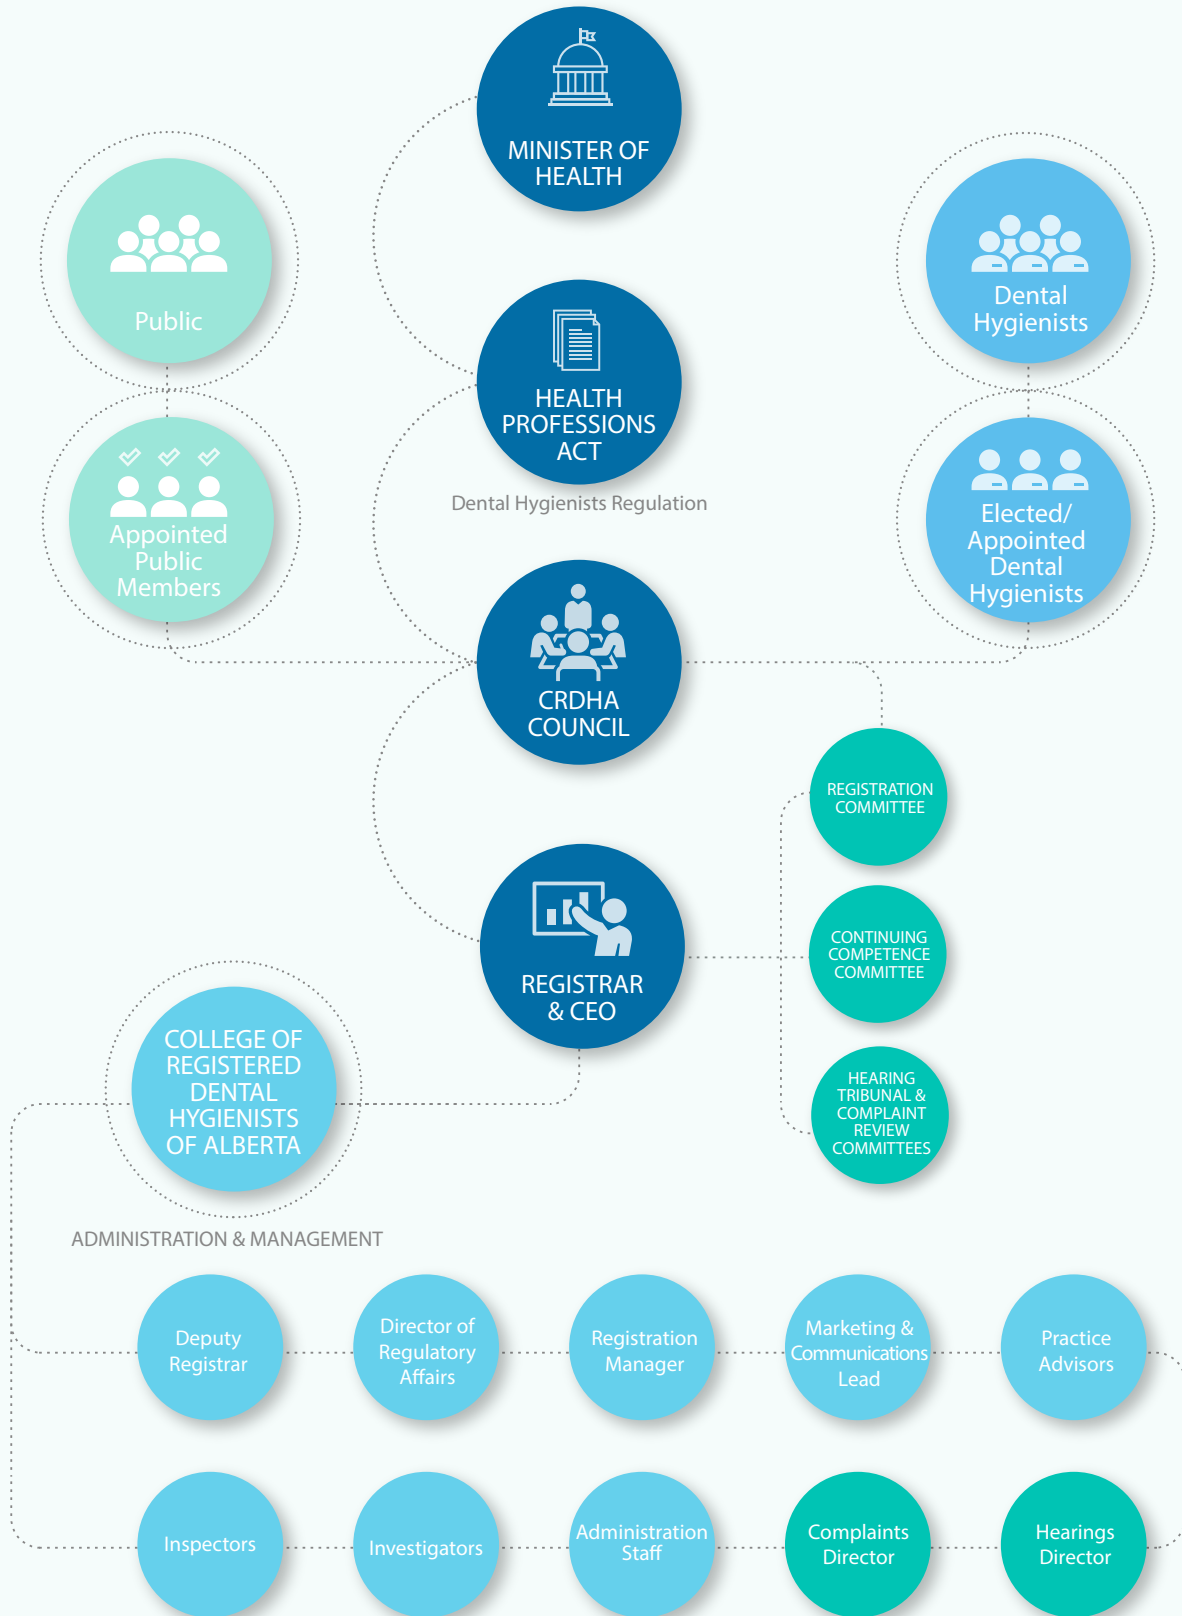 MINISTER OF
HEALTH
Public
Dental
Hygienists
HEALTH
PROFESSIONS
ACT
Dental Hygienists Regulation
Appointed
Public
Members
Elected/
Appointed
Dental
Hygienists
CRDHA
COUNCIL
REGISTRATION
COMMITTEE
CONTINUING
COMPETENCE
COMMITTEE
REGISTRAR
& CEO
HEARING
TRIBUNAL &
COMPLAINT
REVIEW
COMMITTEES
COLLEGE OF
REGISTERED
DENTAL
HYGIENISTS
OF ALBERTA
ADMINISTRATION & MANAGEMENT
Deputy
Registrar
Director of
Regulatory
Affairs
Registration
Manager
Marketing &
Communications
Lead
Practice
Advisors
Inspectors
Investigators
Administration
Staff
Complaints
Director
Hearings
Director